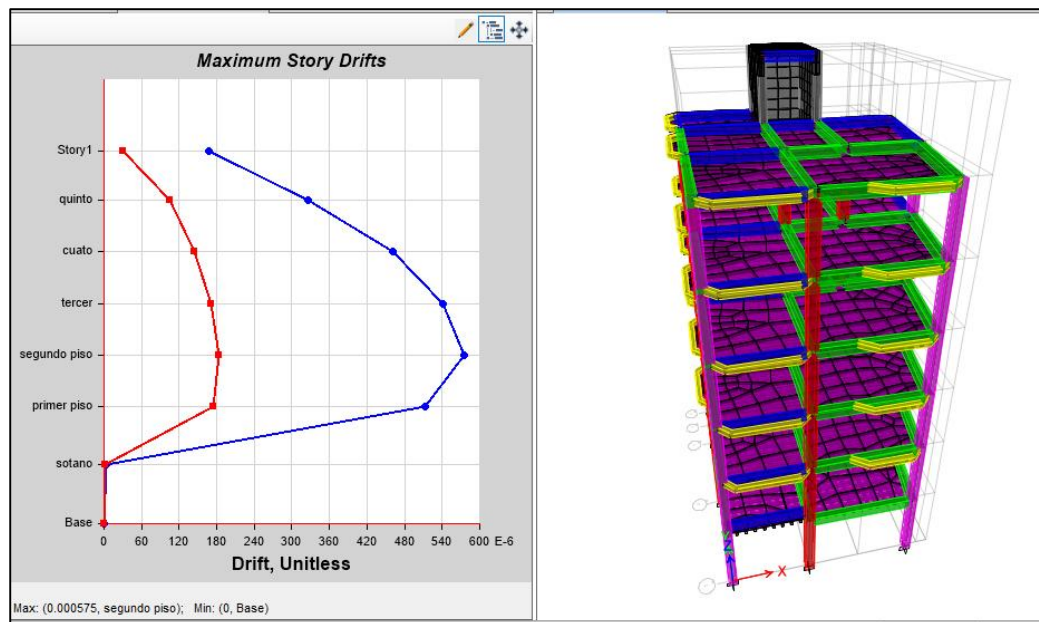 Maximum Story Drifts
Story1
quinto
cuato
tercer
segundo piso
primer piso
sotano
Base
0 60 120 180 240 300 360 420 480 540 600 E-6
Drift, Unitless
Max: (0.000575, segundo piso); Min: (0, Base)
Z
X